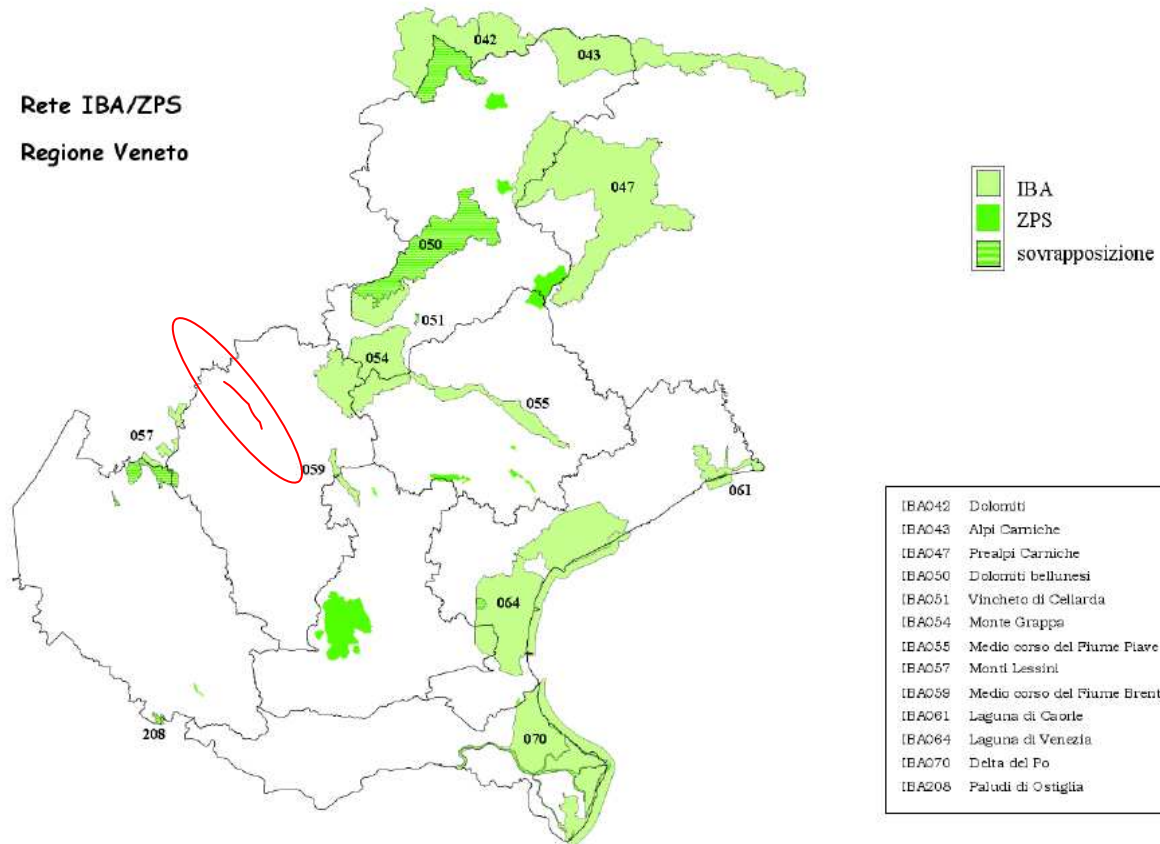 Rete IBA/ZPS
Regione Veneto
042
043
047
050
051
054
055
057
059
061
064
070
208
IBA
ZPS
sovrapposizione
IBA042 Dolomiti
IBA043 Alpi Carniche
IBA047 Prealpi Carniche
IBA050 Dolomiti bellunesi
IBA051 Vincheto di Cellarda
IBA054 Monte Grappa
IBA055 Medio corso del Fiume Piave
IBA057 Monti Lessini
IBA059 Medio corso del Fiume Brent
IBA061 Laguna di Caorle
IBA064 Laguna di Venezia
IBA070 Delta del Po
IBA208 Paludi di Ostiglia